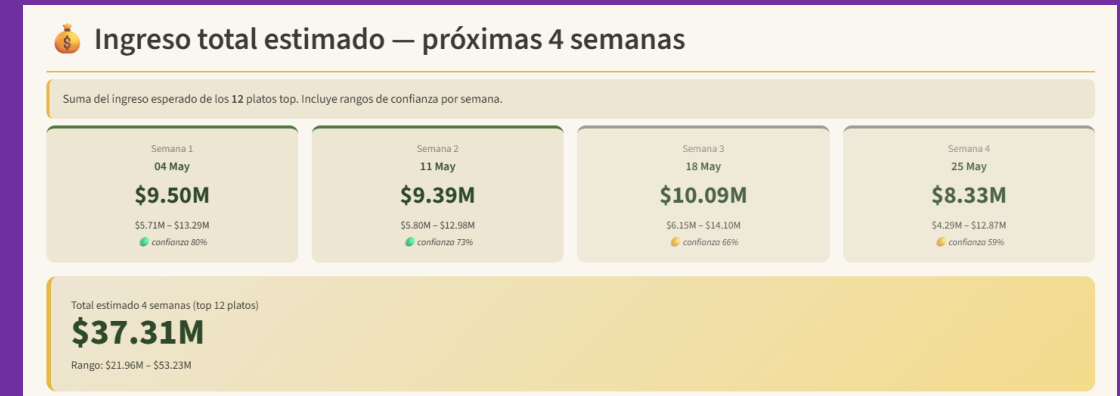 Ingreso total estimado — próximas 4 semanas
Suma del ingreso esperado de los 12 platos top. Incluye rangos de confianza por semana.
Semana 1
04 May
$9.50M
$5.71M – $13.29M
confianza 80%
Semana 2
11 May
$9.39M
$5.80M – $12.98M
confianza 73%
Semana 3
18 May
$10.09M
$6.15M – $14.10M
confianza 66%
Semana 4
25 May
$8.33M
$4.29M – $12.87M
confianza 59%
Total estimado 4 semanas (top 12 platos)
$37.31M
Rango: $21.96M – $53.23M